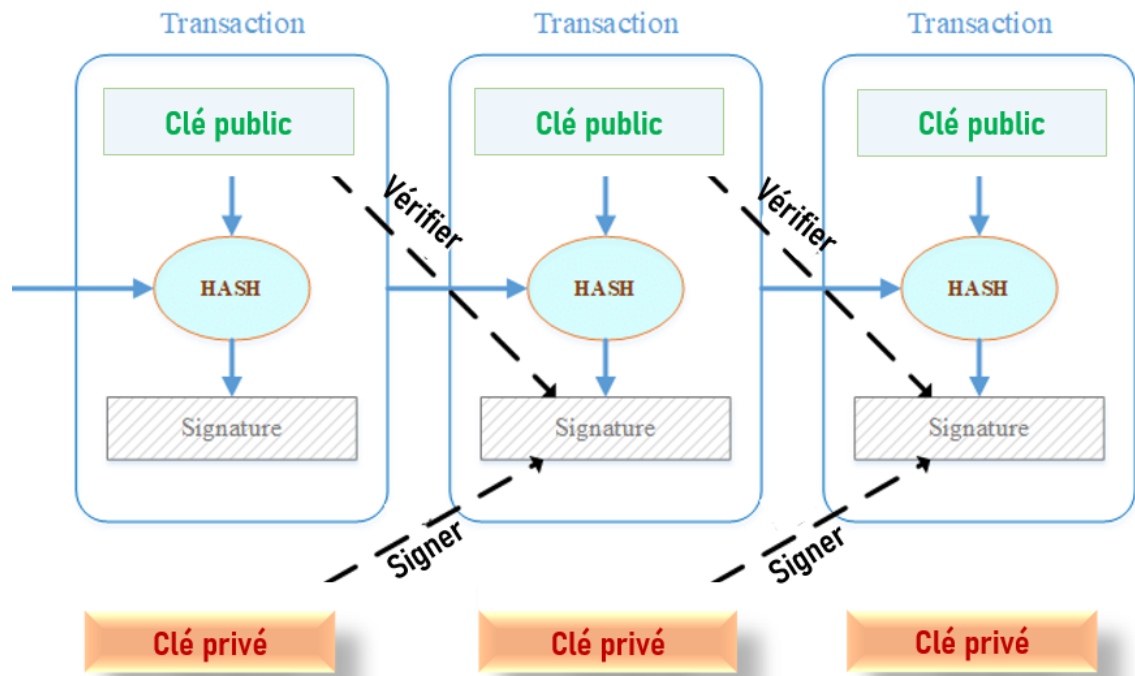 Transaction
Transaction
Transaction
Clé public
Clé public
Clé public
Vérifier
Vérifier
HASH
HASH
HASH
Signature
Signature
Signature
Signer
Signer
Clé privé
Clé privé
Clé privé